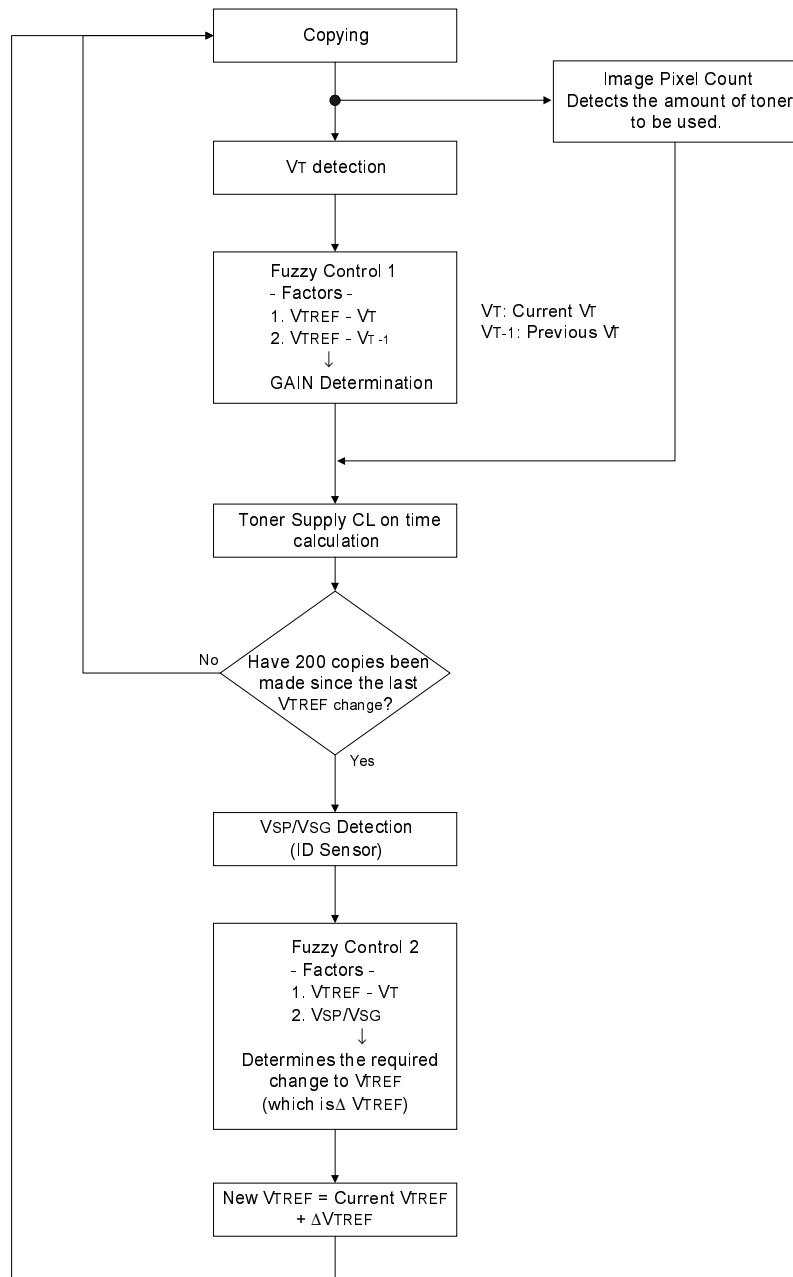 Copying
Image Pixel Count
Detects the amount of toner
to be used.
VT detection
Fuzzy Control 1
- Factors -
1. VTREF - VT
2. VTREF - VT -1
↓
GAIN Determination
VT: Current VT
VT-1: Previous VT
Toner Supply CL on time
calculation
No
Have 200 copies been
made since the last
VTREF change?
Yes
VSP/VSG Detection
(ID Sensor)
Fuzzy Control 2
- Factors -
1. VTREF - VT
2. VSP/VSG
↓
Determines the required
change to VTREF
(which is∆ VTREF)
New VTREF = Current VTREF
+ ∆VTREF